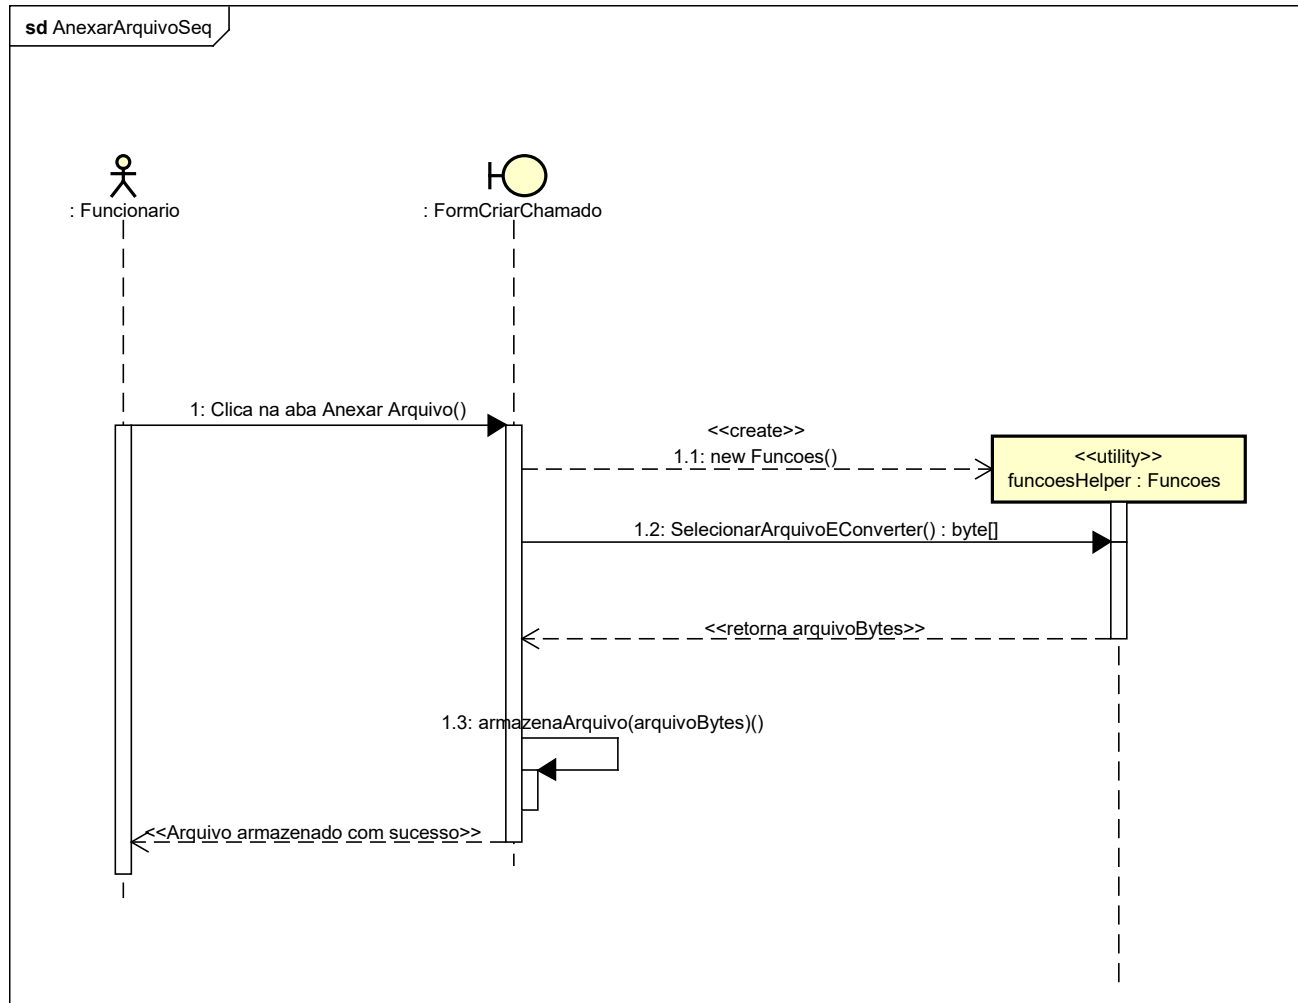 sd AnexarArquivoSeq
: Funcionario
: FormCriarChamado
1: Clica na aba Anexar Arquivo()
<<create>>
1.1: new Funcoes()
<<utility>>
funcoesHelper : Funcoes
1.2: SelecionarArquivoEConverter() : byte[]
<<retorna arquivoBytes>>
1.3: armazenaArquivo(arquivoBytes)()
<<Arquivo armazenado com sucesso>>